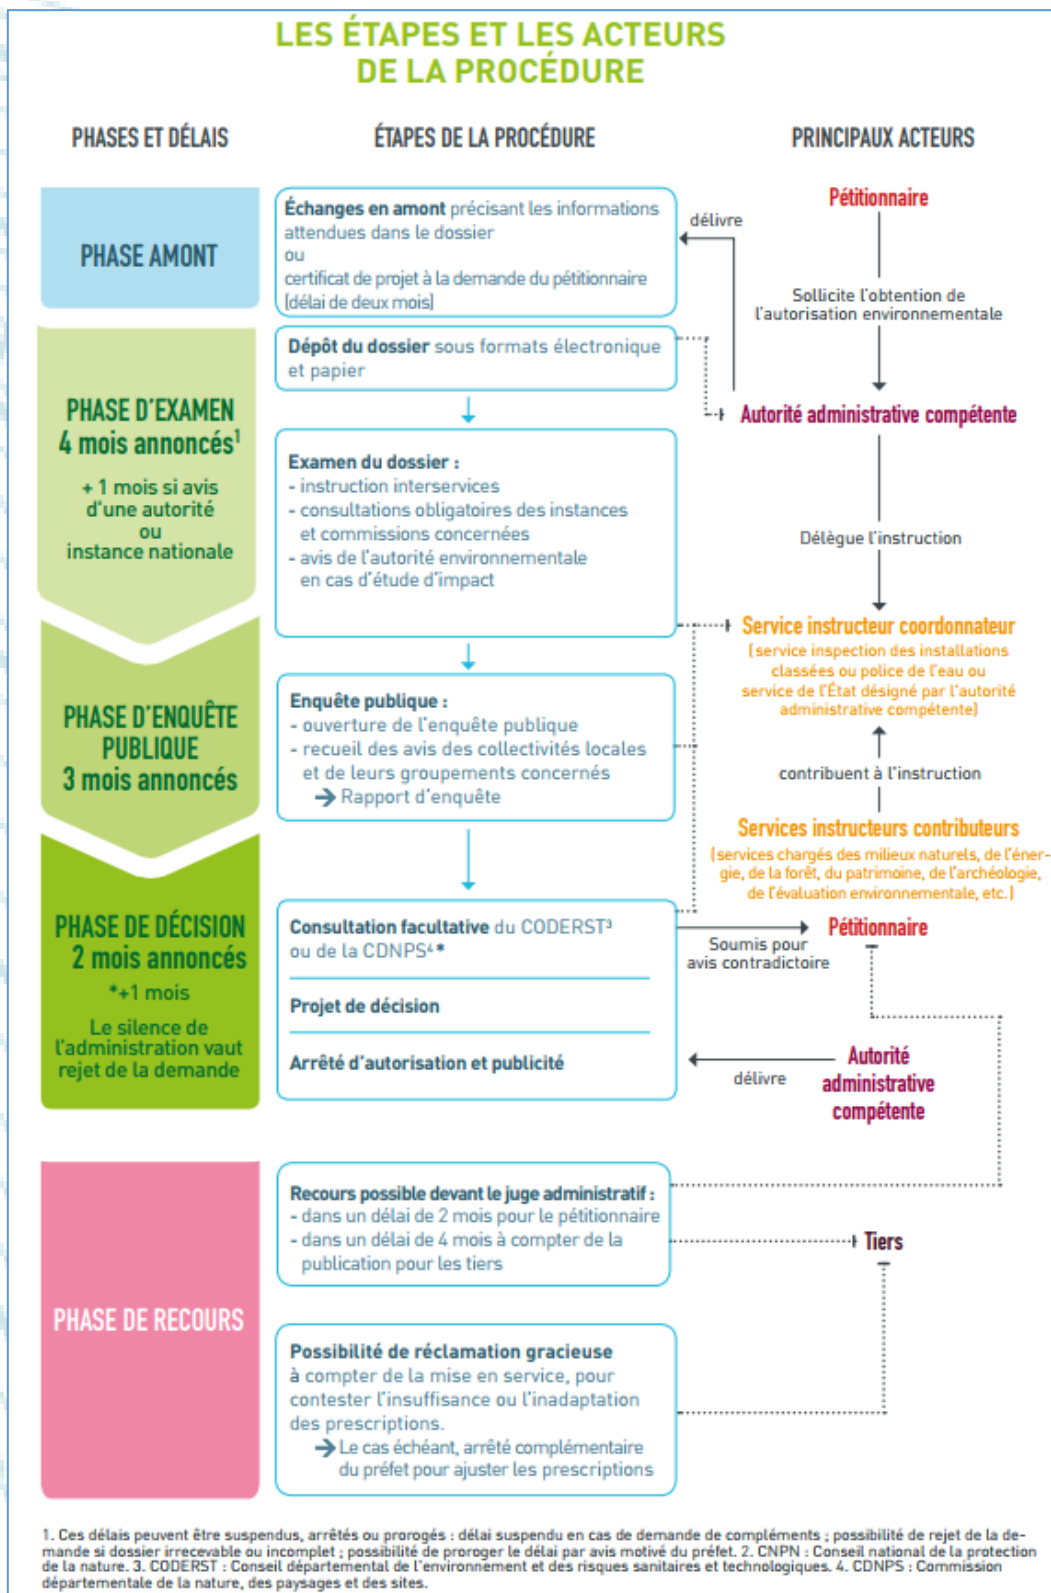 LES ÉTAPES ET LES ACTEURS
DE LA PROCÉDURE
PHASES ET DÉLAIS
ÉTAPES DE LA PROCÉDURE
PRINCIPAUX ACTEURS
PHASE AMONT
Échanges en amont précisant les informations
attendues dans le dossier
ou
certificat de projet à la demande du pétitionnaire
(délai de deux mois)
délivre
Pétitionnaire
Sollicite l'obtention de
l'autorisation environnementale
PHASE D'EXAMEN
4 mois annoncés¹
+ 1 mois si avis
d'une autorité
ou
instance nationale
Dépôt du dossier sous formats électronique
et papier
Autorité administrative compétente
Examen du dossier :
- instruction interservices
- consultations obligatoires des instances
et commissions concernées
- avis de l'autorité environnementale
en cas d'étude d'impact
Délègue l'instruction
Service instructeur coordonnateur
(service inspection des installations
classées ou police de l'eau ou
service de l'État désigné par l'autorité
administrative compétente)
PHASE D'ENQUÊTE
PUBLIQUE
3 mois annoncés
Enquête publique :
- ouverture de l'enquête publique
- recueil des avis des collectivités locales
et de leurs groupements concernés
→ Rapport d'enquête
contribuent à l'instruction
Services instructeurs contributeurs
(services chargés des milieux naturels, de l'éner-
gie, de la forêt, du patrimoine, de l'archéologie,
de l'évaluation environnementale, etc.)
PHASE DE DÉCISION
2 mois annoncés
*+1 mois
Le silence de
l'administration vaut
rejet de la demande
Consultation facultative du CODERST³
ou de la CDNPS⁴*
Projet de décision
Arrêté d'autorisation et publicité
Soumis pour
avis contradictoire
Pétitionnaire
délivre
Autorité
administrative
compétente
PHASE DE RECOURS
Recours possible devant le juge administratif :
- dans un délai de 2 mois pour le pétitionnaire
- dans un délai de 4 mois à compter de la
publication pour les tiers
Tiers
Possibilité de réclamation gracieuse
à compter de la mise en service, pour
contester l'insuffisance ou l'inadaptation
des prescriptions.
→ Le cas échéant, arrêté complémentaire
du préfet pour ajuster les prescriptions
1. Ces délais peuvent être suspendus, arrêtés ou prorogés : délai suspendu en cas de demande de compléments ; possibilité de rejet de la de-
mande si dossier irrecevable ou incomplet ; possibilité de proroger le délai par avis motivé du préfet. 2. CNPN : Conseil national de la protection
de la nature. 3. CODERST : Conseil départemental de l'environnement et des risques sanitaires et technologiques. 4. CDNPS : Commission
départementale de la nature, des paysages et des sites.